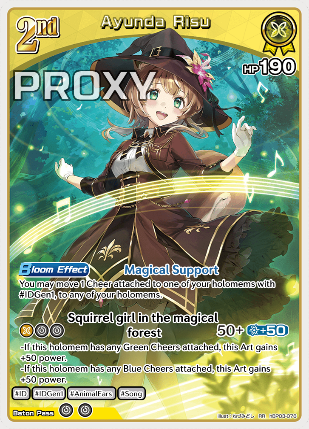 2nd
Ayunda Risu
HP190
PROXY
Bloom Effect Magical Support
You may move 1 Cheer attached to one of your holomems with
#IDGen1, to any of your holomems.
Squirrel girl in the magical
forest
50+ +50
-If this holomem has any Green Cheers attached, this Art gains
+50 power.
-If this holomem has any Blue Cheers attached, this Art gains
+50 power.
#ID #IDGen1 #AnimalEars #Song
Baton Pass
RR hBP03-076